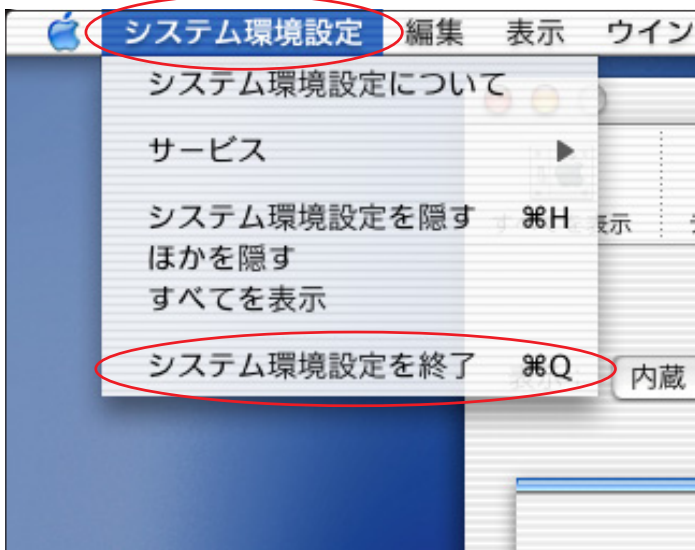 システム環境設定 編集 表示 ウイン
システム環境設定について
サービス
システム環境設定を隠す ⌘H
ほかを隠す
すべてを表示
システム環境設定を終了 ⌘Q
表示
内蔵